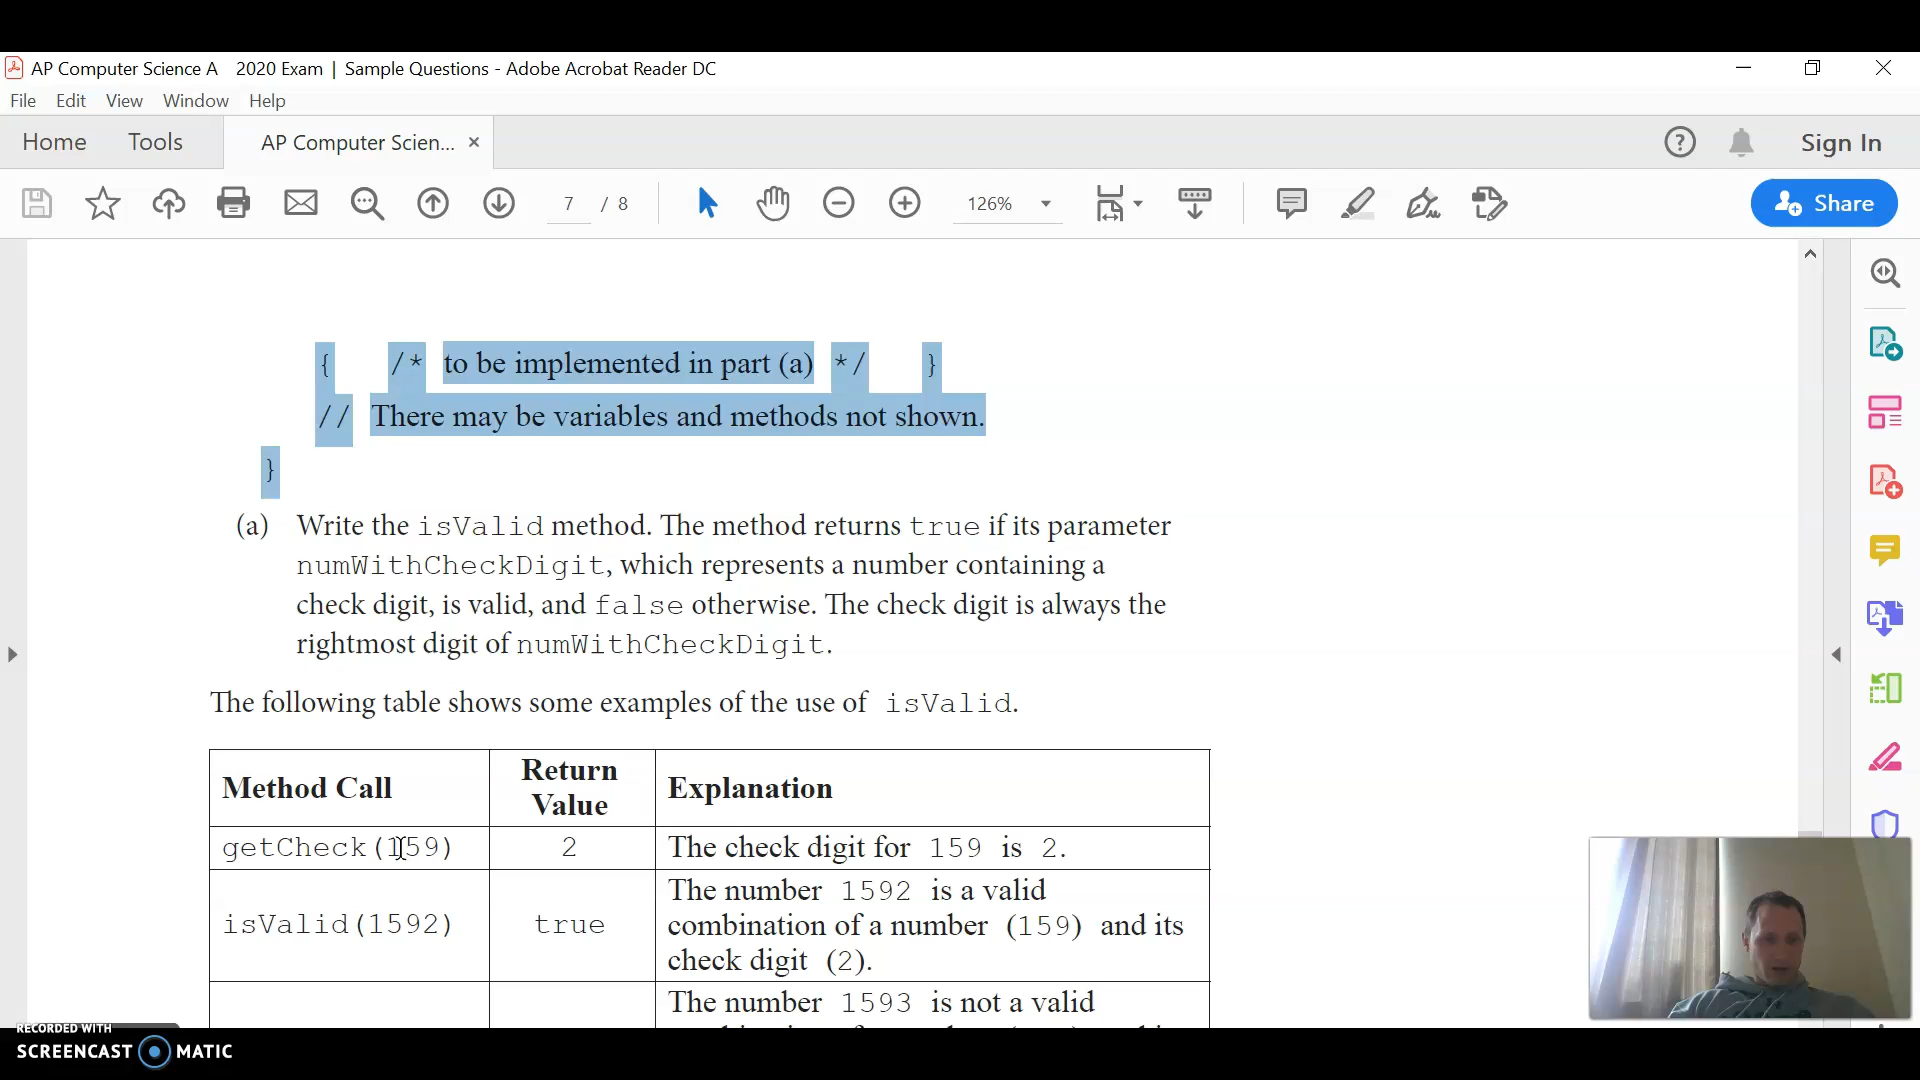 AP Computer Science A 2020 Exam | Sample Questions - Adobe Acrobat Reader DC
File Edit View Window Help
Home Tools AP Computer Scien... Sign In
7 / 8 126% Share
{ /* to be implemented in part (a) */ }
// There may be variables and methods not shown.
}
(a) Write the isValid method. The method returns true if its parameter
numWithCheckDigit, which represents a number containing a
check digit, is valid, and false otherwise. The check digit is always the
rightmost digit of numWithCheckDigit.
The following table shows some examples of the use of isValid.
Method Call Return Value Explanation
getCheck(159) 2 The check digit for 159 is 2.
isValid(1592) true The number 1592 is a valid
combination of a number (159) and its
check digit (2).
The number 1593 is not a valid
RECORDED WITH
SCREENCAST MATIC